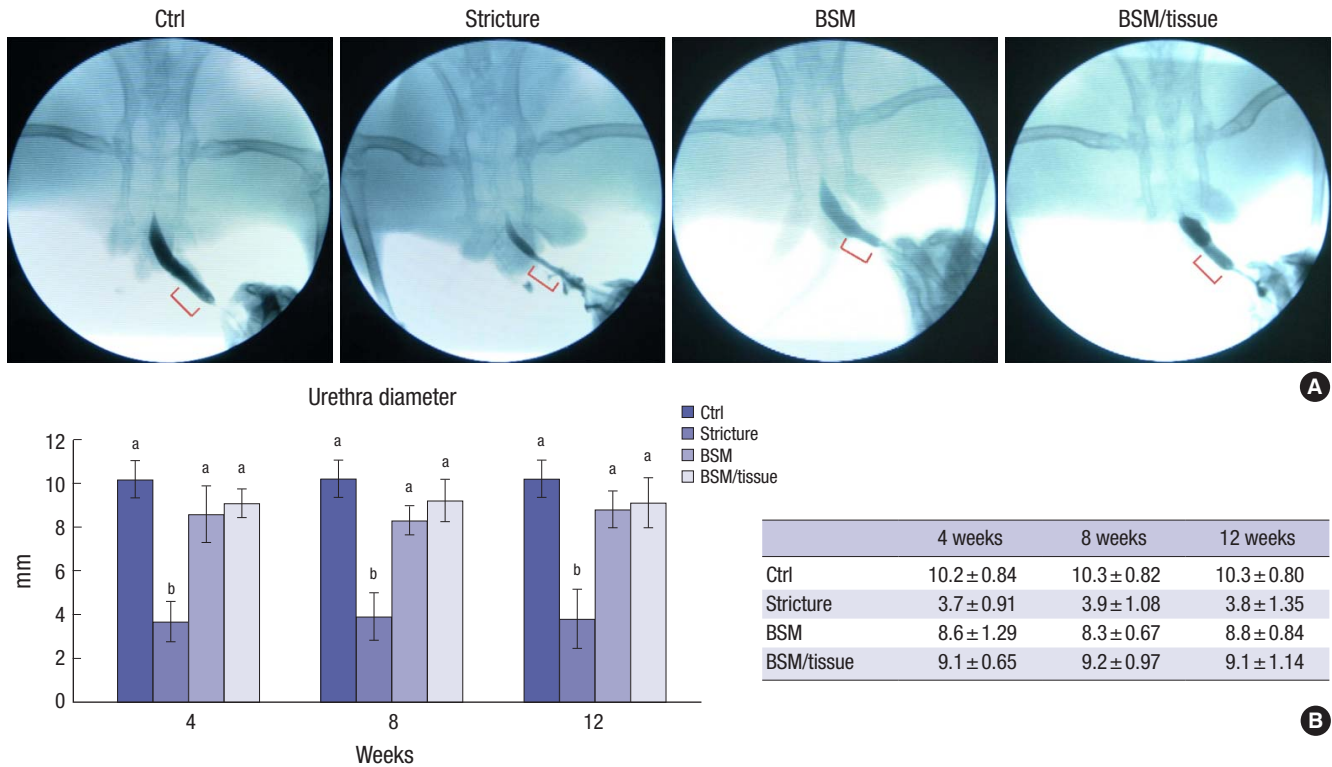 Ctrl Stricture BSM BSM/tissue
A
Urethra diameter
Ctrl
Stricture
BSM
BSM/tissue
12
10
8
6
4
2
0
mm
a b a a
a b a a
a b a a
4 8 12
Weeks
4 weeks 8 weeks 12 weeks
Ctrl 10.2±0.84 10.3±0.82 10.3±0.80
Stricture 3.7±0.91 3.9±1.08 3.8±1.35
BSM 8.6±1.29 8.3±0.67 8.8±0.84
BSM/tissue 9.1±0.65 9.2±0.97 9.1±1.14
B